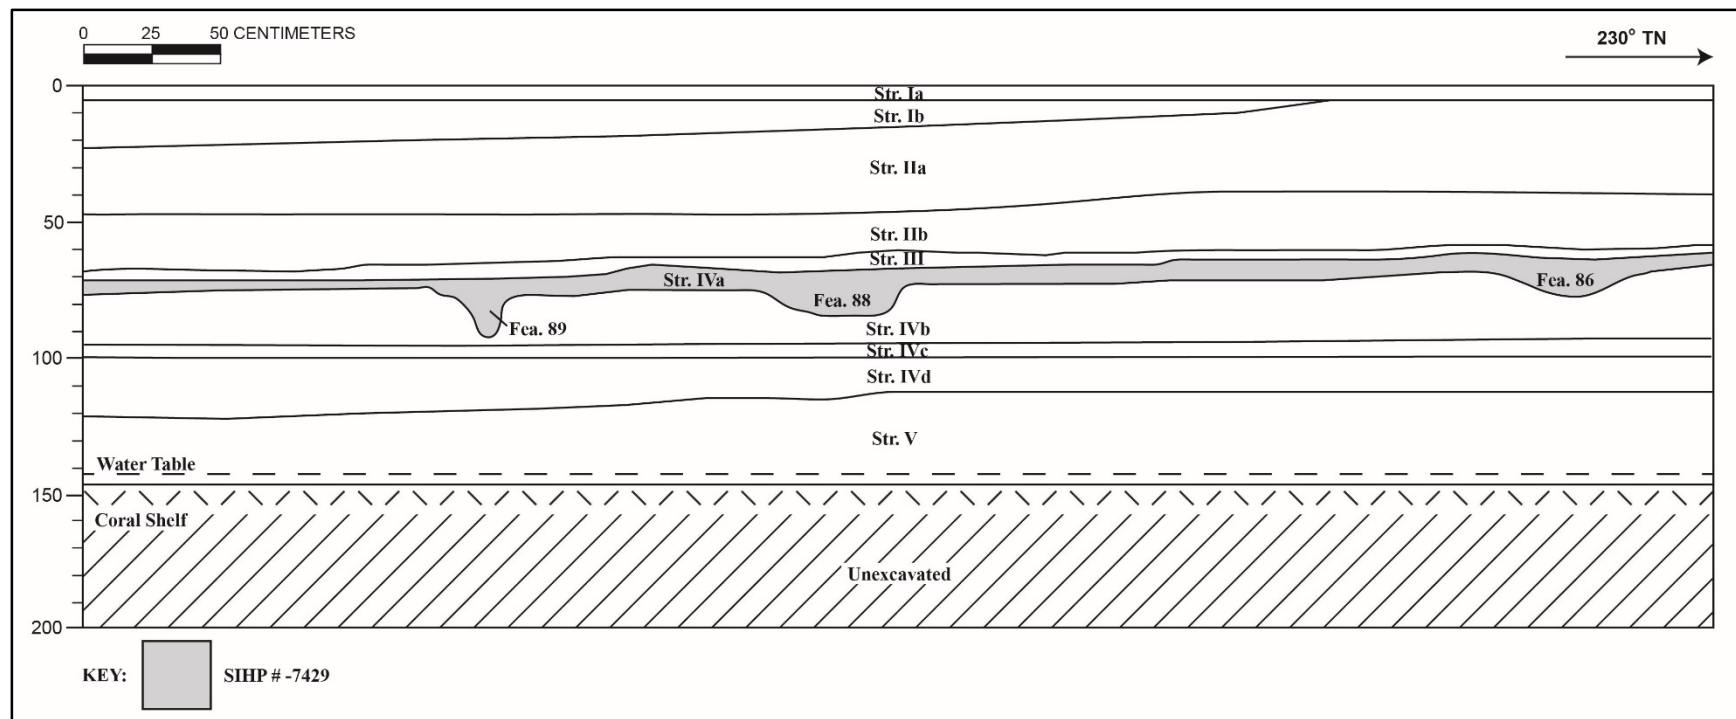 0 25 50 CENTIMETERS
230° TN
0
Str. Ia
Str. Ib
Str. IIa
50
Str. IIb
Str. III
Str. IVa
Fea. 88
Fea. 86
Fea. 89
Str. IVb
Str. IVc
100
Str. IVd
Str. V
Water Table
150
Coral Shelf
Unexcavated
200
KEY: SIHP # -7429